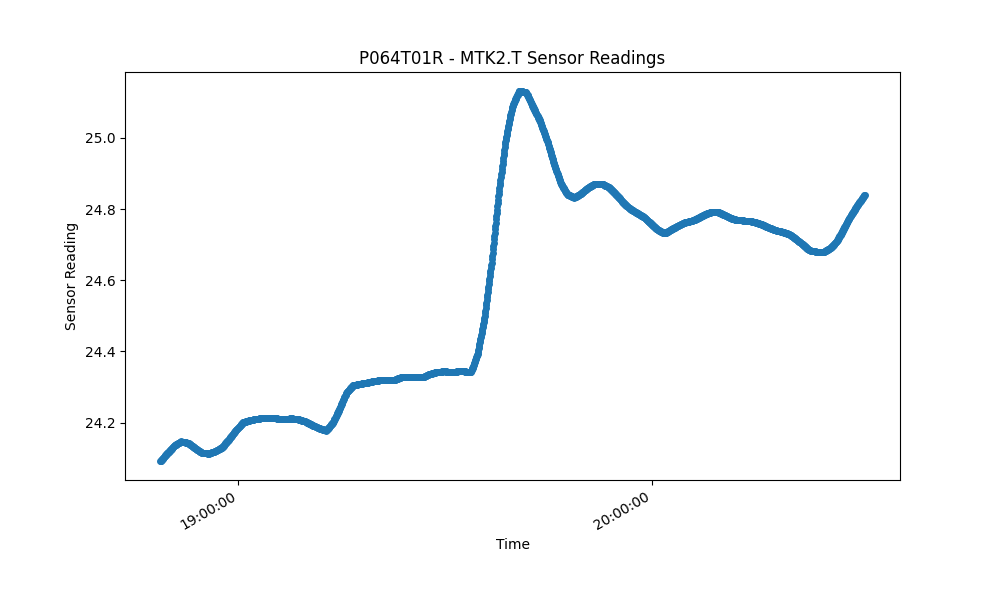 P064T01R - MTK2.T Sensor Readings
Sensor Reading
25.0
24.8
24.6
24.4
24.2
19:00:00
20:00:00
Time